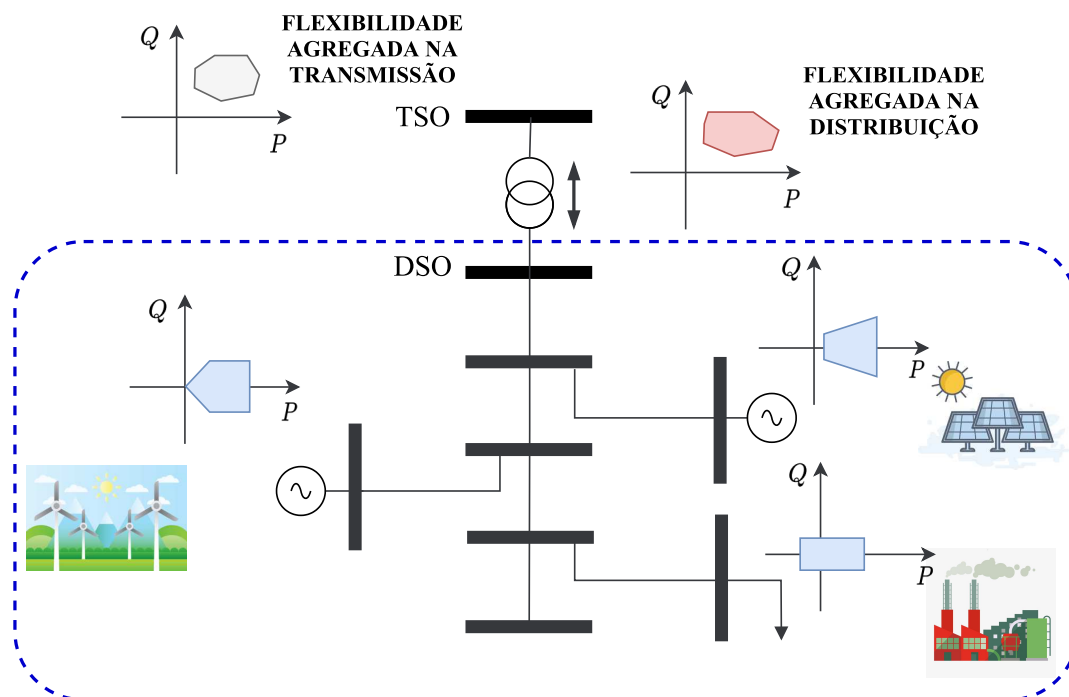 Q
FLEXIBILIDADE
AGREGADA NA
TRANSMISSÃO
P
TSO
Q
FLEXIBILIDADE
AGREGADA NA
DISTRIBUIÇÃO
P
DSO
Q
P
Q
P
Q
P